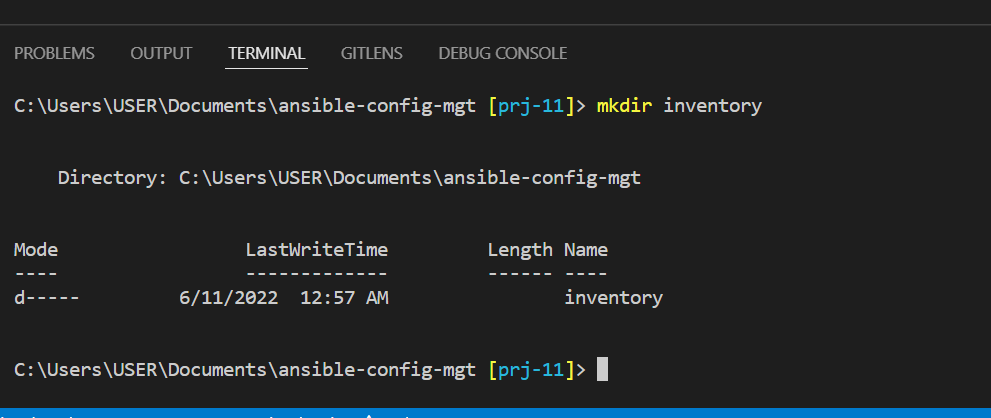 PROBLEMS OUTPUT TERMINAL GITLENS DEBUG CONSOLE
C:\Users\USER\Documents\ansible-config-mgt [prj-11]> mkdir inventory
Directory: C:\Users\USER\Documents\ansible-config-mgt
Mode LastWriteTime Length Name
---- ------------- ------ ----
d----- 6/11/2022 12:57 AM inventory
C:\Users\USER\Documents\ansible-config-mgt [prj-11]>